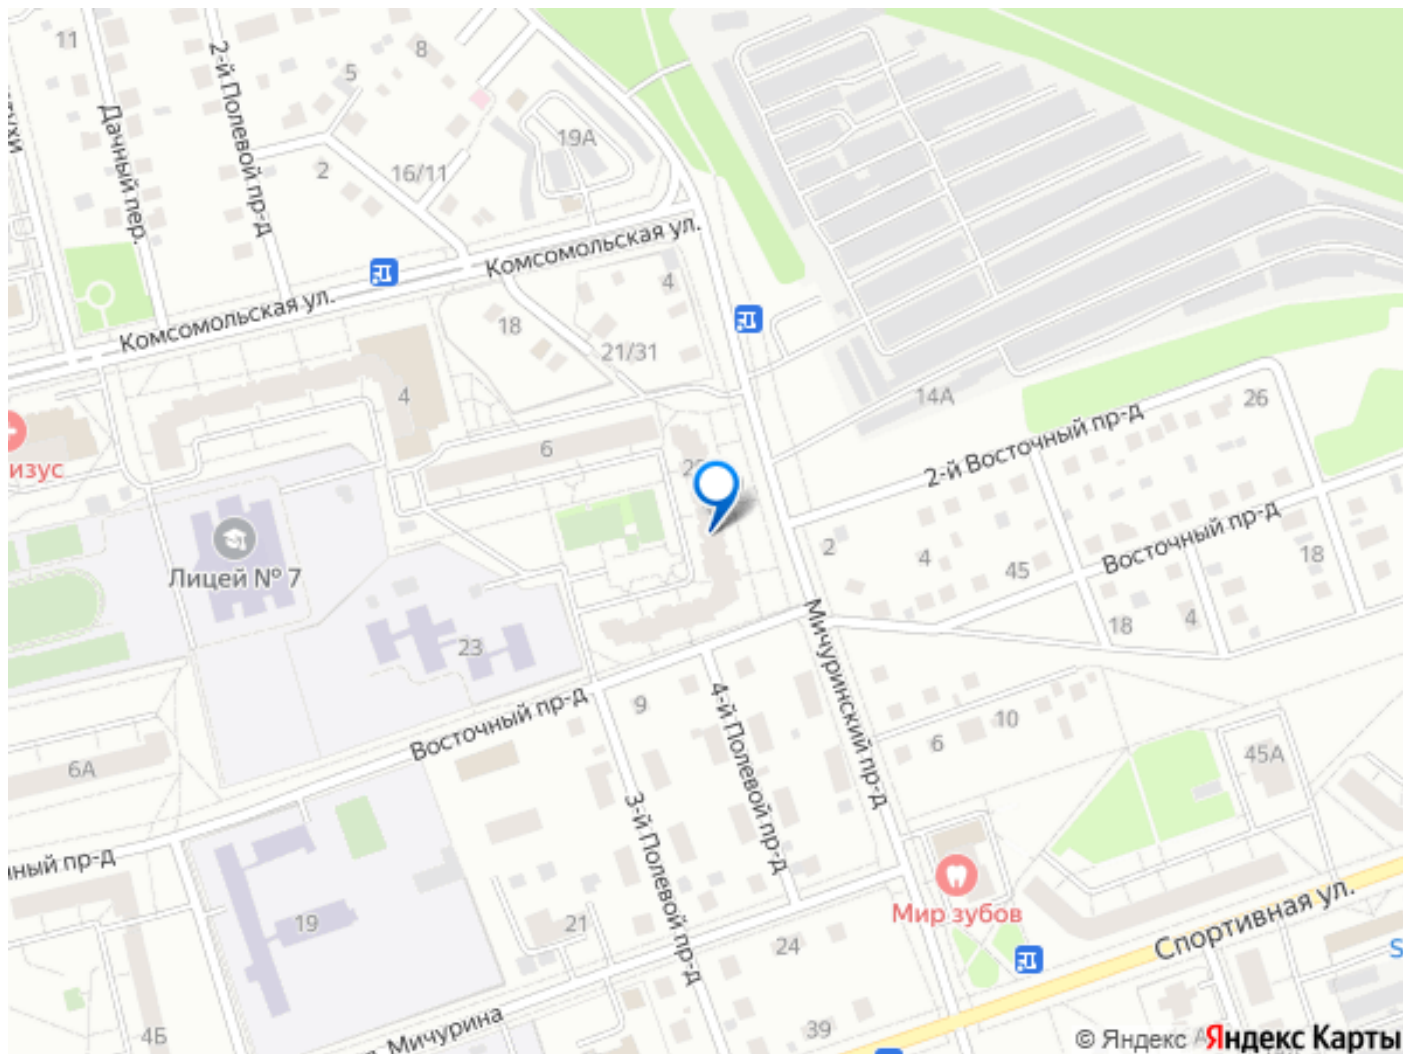 11
2-й Полевой пр-д
8
5
Дачный пер.
19А
2
16/11
Комсомольская ул.
4
Комсомольская ул.
18
21/31
4
14А
26
6
2-й Восточный пр-д
Восточный пр-д
Лицей № 7
2
4
45
18
18
4
23
Мичуринский пр-д
9
4-й Полевой пр-д
Восточный пр-д
10
6
6А
45А
3-й Полевой пр-д
Мир зубов
19
21
24
Спортивная ул.
4Б
Мичурина
39
© Яндекс Яндекс Карты